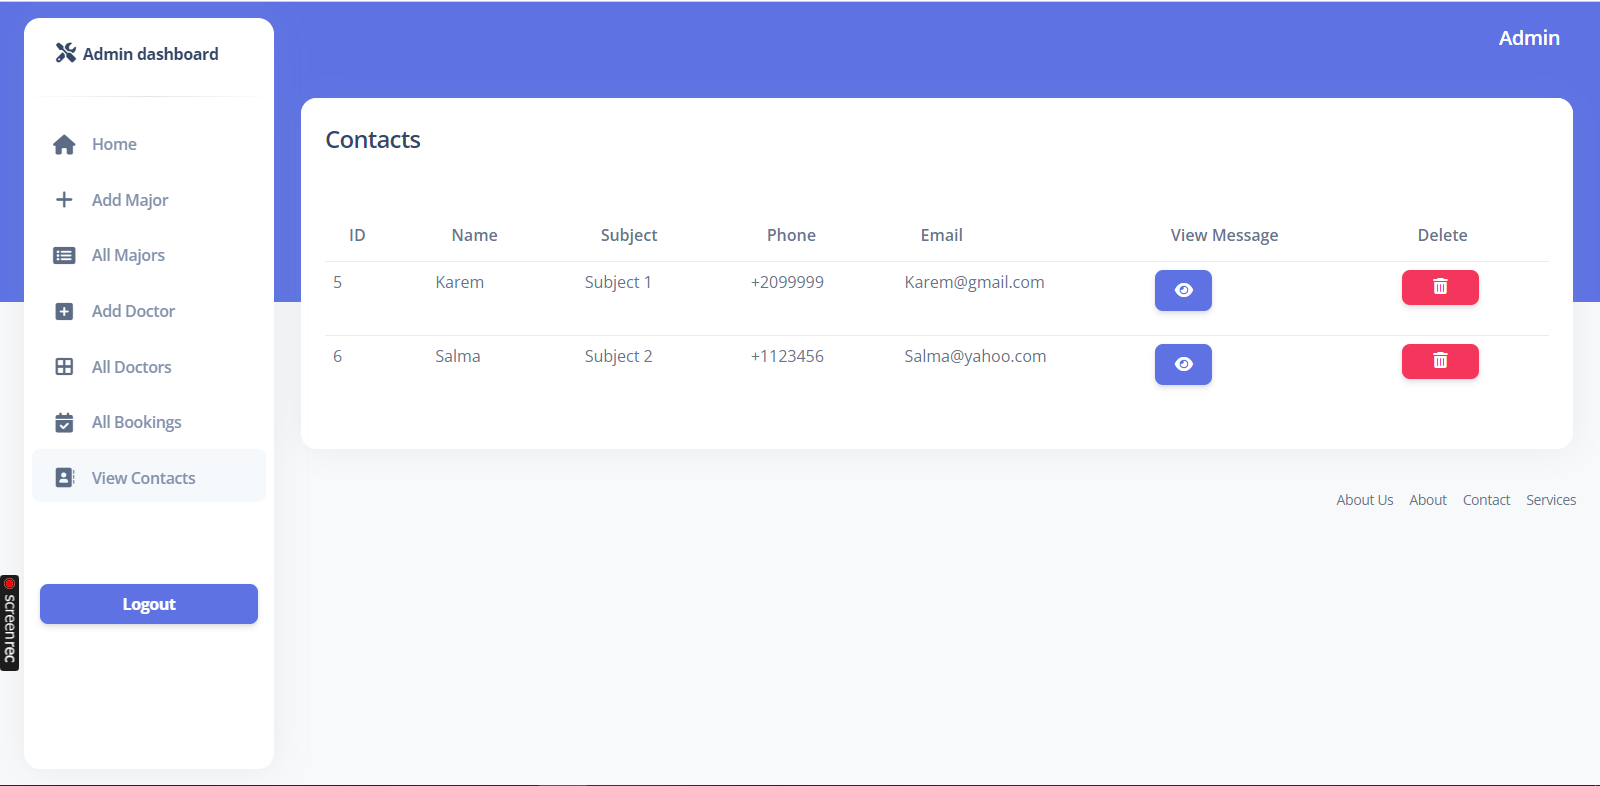 Admin dashboard
Home
Add Major
All Majors
Add Doctor
All Doctors
All Bookings
View Contacts
Logout
screenrec
Admin
Contacts
ID Name Subject Phone Email View Message Delete
5 Karem Subject 1 +2099999 Karem@gmail.com
6 Salma Subject 2 +1123456 Salma@yahoo.com
About Us About Contact Services